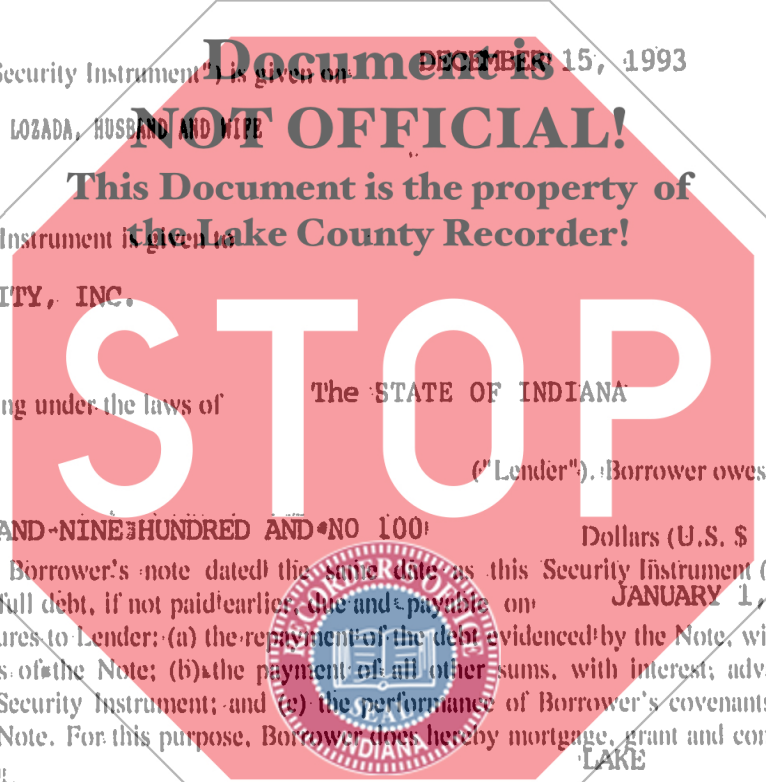 Document is
Security Instrument") is given on DECEMBER 15, 1993
NOT OFFICIAL!
LOZADA, HUSBAND AND WIFE
This Document is the property of
the Lake County Recorder!
Instrument is given to
ITY, INC.
STOP
The STATE OF INDIANA
ng under the laws of
("Lender"). Borrower owes
AND NINE HUNDRED AND NO 100
Dollars (U.S. $
Borrower's note dated the same date as this Security Instrument (
full debt, if not paid earlier, due and payable on JANUARY 1,
ures to Lender: (a) the repayment of the debt evidenced by the Note, wi
s of the Note; (b) the payment of all other sums, with interest, adv
Security Instrument; and (c) the performance of Borrower's covenants
Note. For this purpose, Borrower does hereby mortgage, grant and con
LAKE
RECORDER OFFICE
SEAL
INDIANA